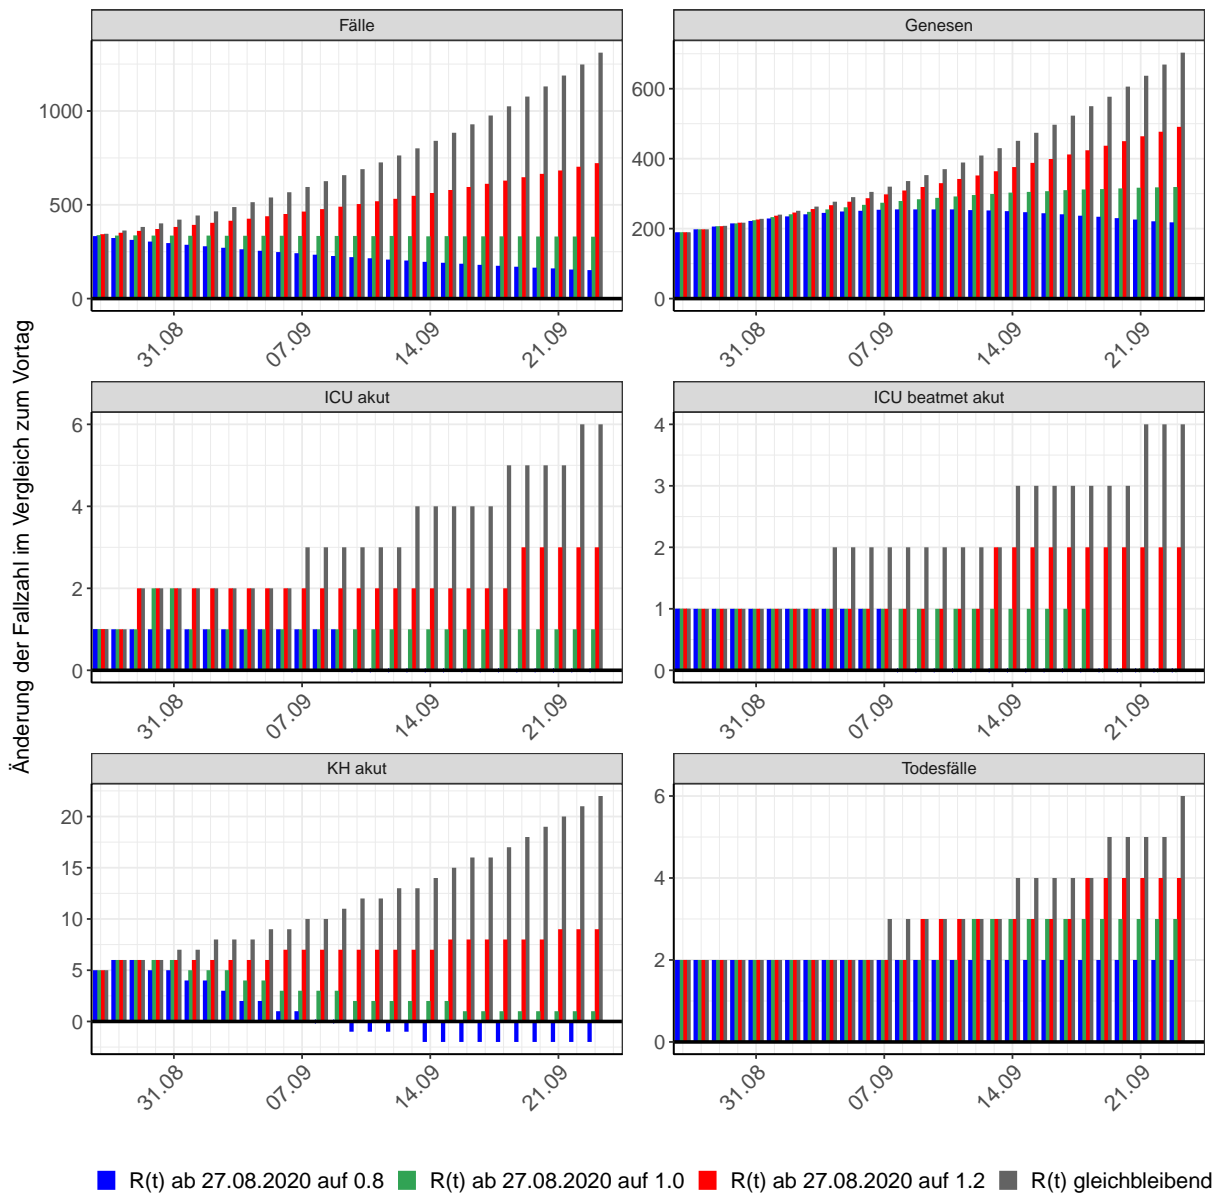 Änderung der Fallzahl im Vergleich zum Vortag
Fälle
1000
500
0
31.08 07.09 14.09 21.09
Genesen
600
400
200
0
31.08 07.09 14.09 21.09
ICU akut
6
4
2
0
31.08 07.09 14.09 21.09
ICU beatmet akut
4
3
2
1
0
31.08 07.09 14.09 21.09
KH akut
20
15
10
5
0
31.08 07.09 14.09 21.09
Todesfälle
6
4
2
0
31.08 07.09 14.09 21.09
R(t) ab 27.08.2020 auf 0.8 R(t) ab 27.08.2020 auf 1.0 R(t) ab 27.08.2020 auf 1.2 R(t) gleichbleibend